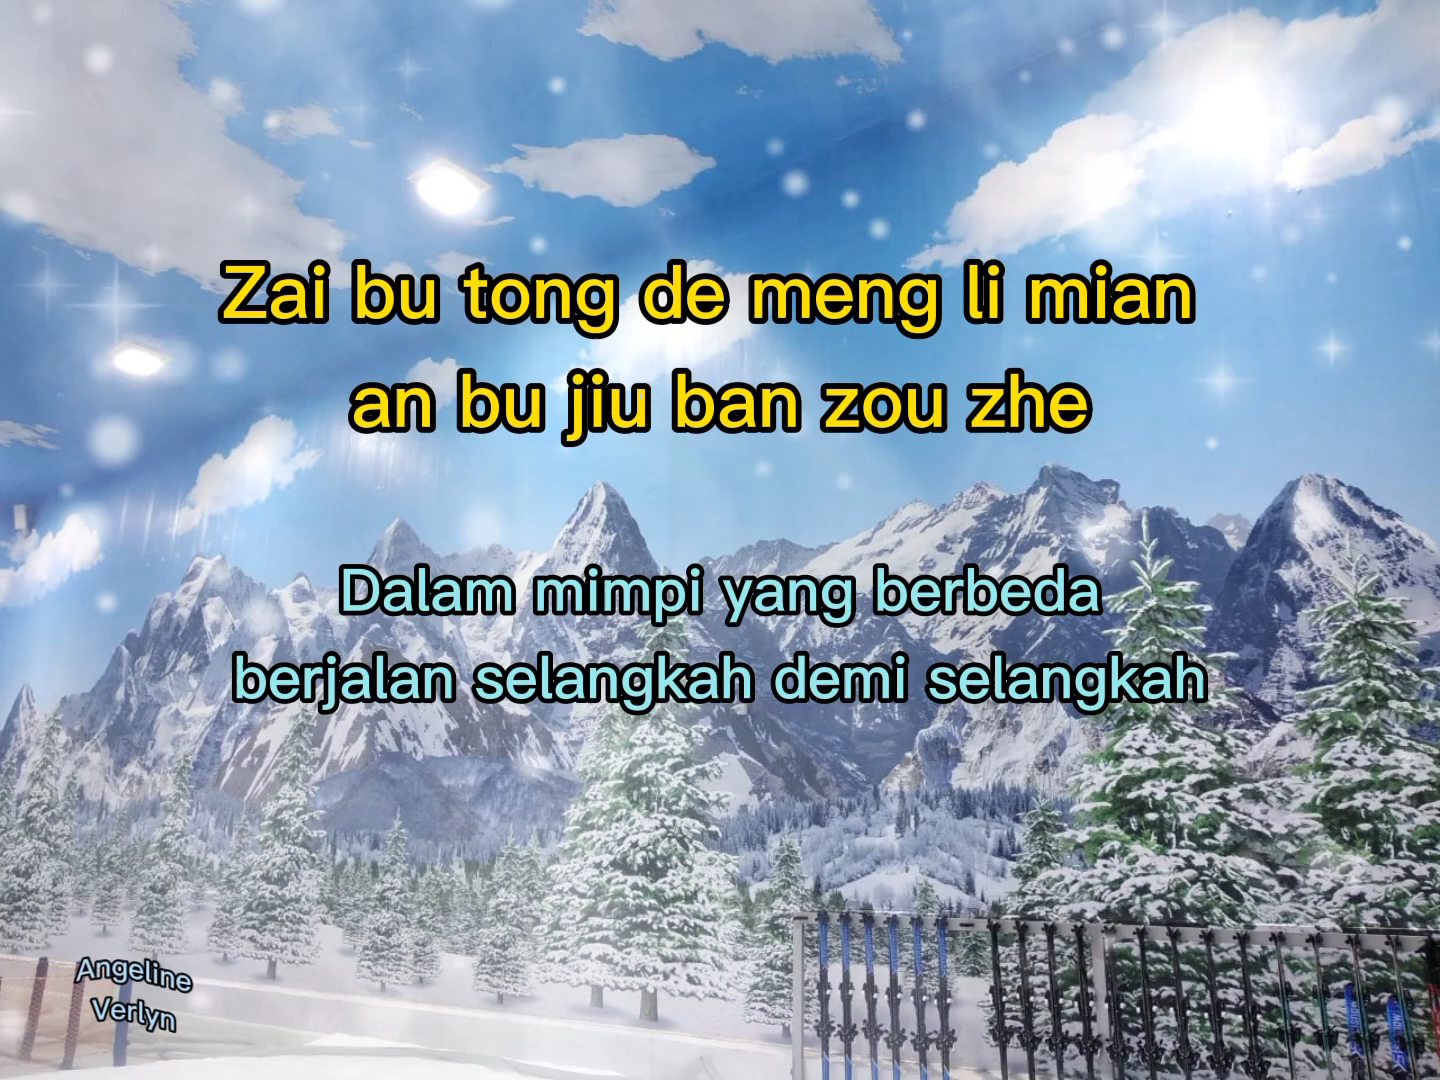 Zai bu tong de meng li mian
an bu jiu ban zou zhe
Dalam mimpi yang berbeda
berjalan selangkah demi selangkah
Angeline
Verlyn